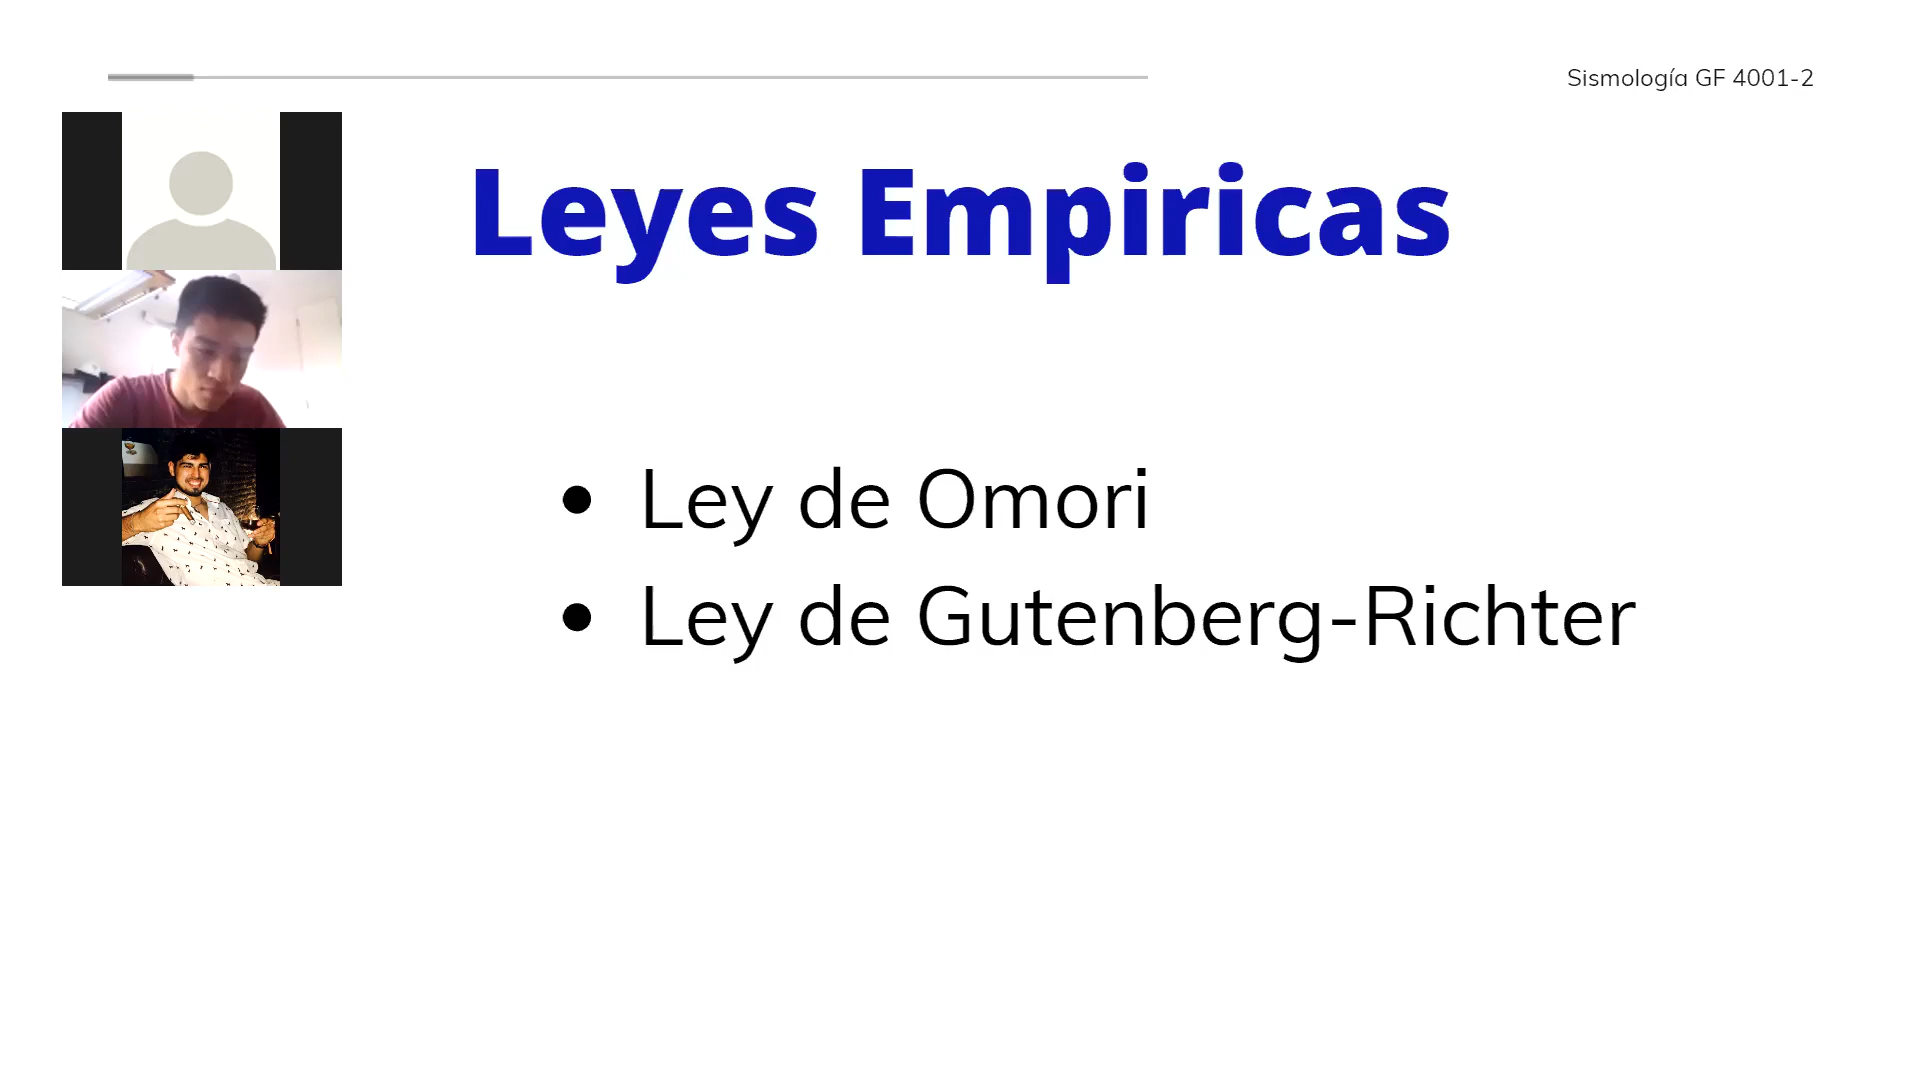 Sismología GF 4001-2
Leyes Empiricas
• Ley de Omori
• Ley de Gutenberg-Richter